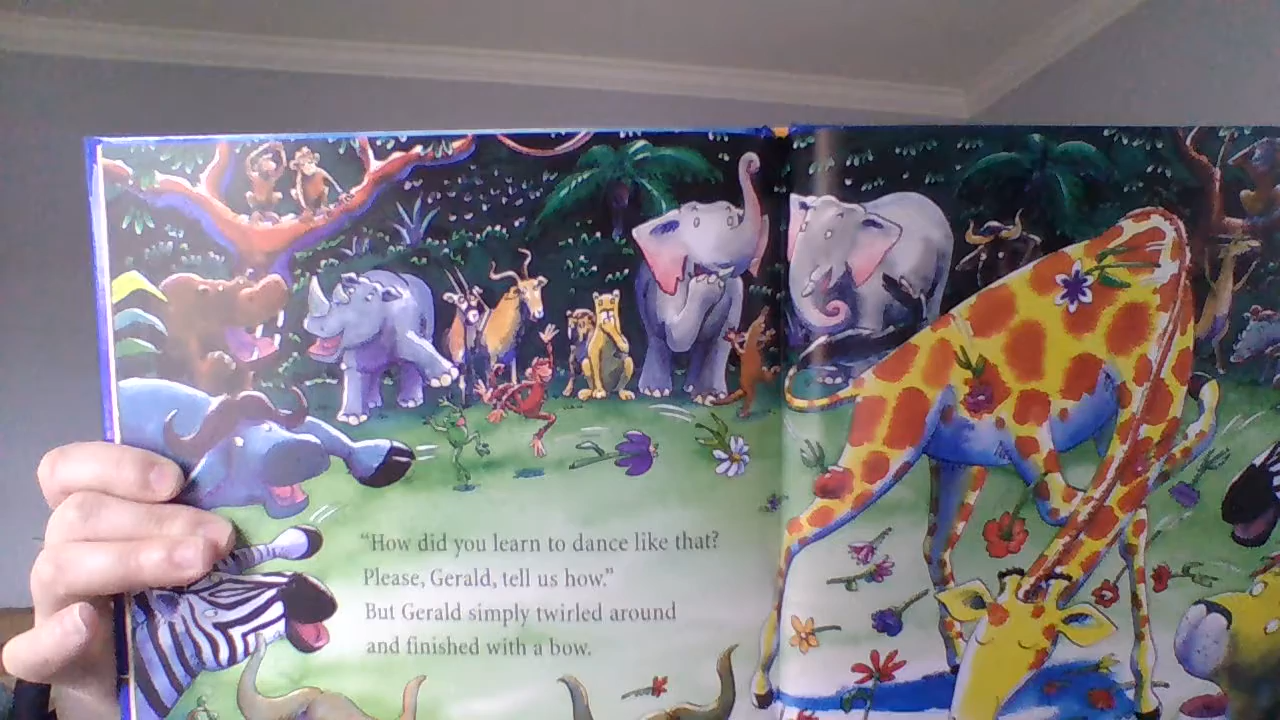 “How did you learn to dance like that?
Please, Gerald, tell us how.”
But Gerald simply twirled around
and finished with a bow.